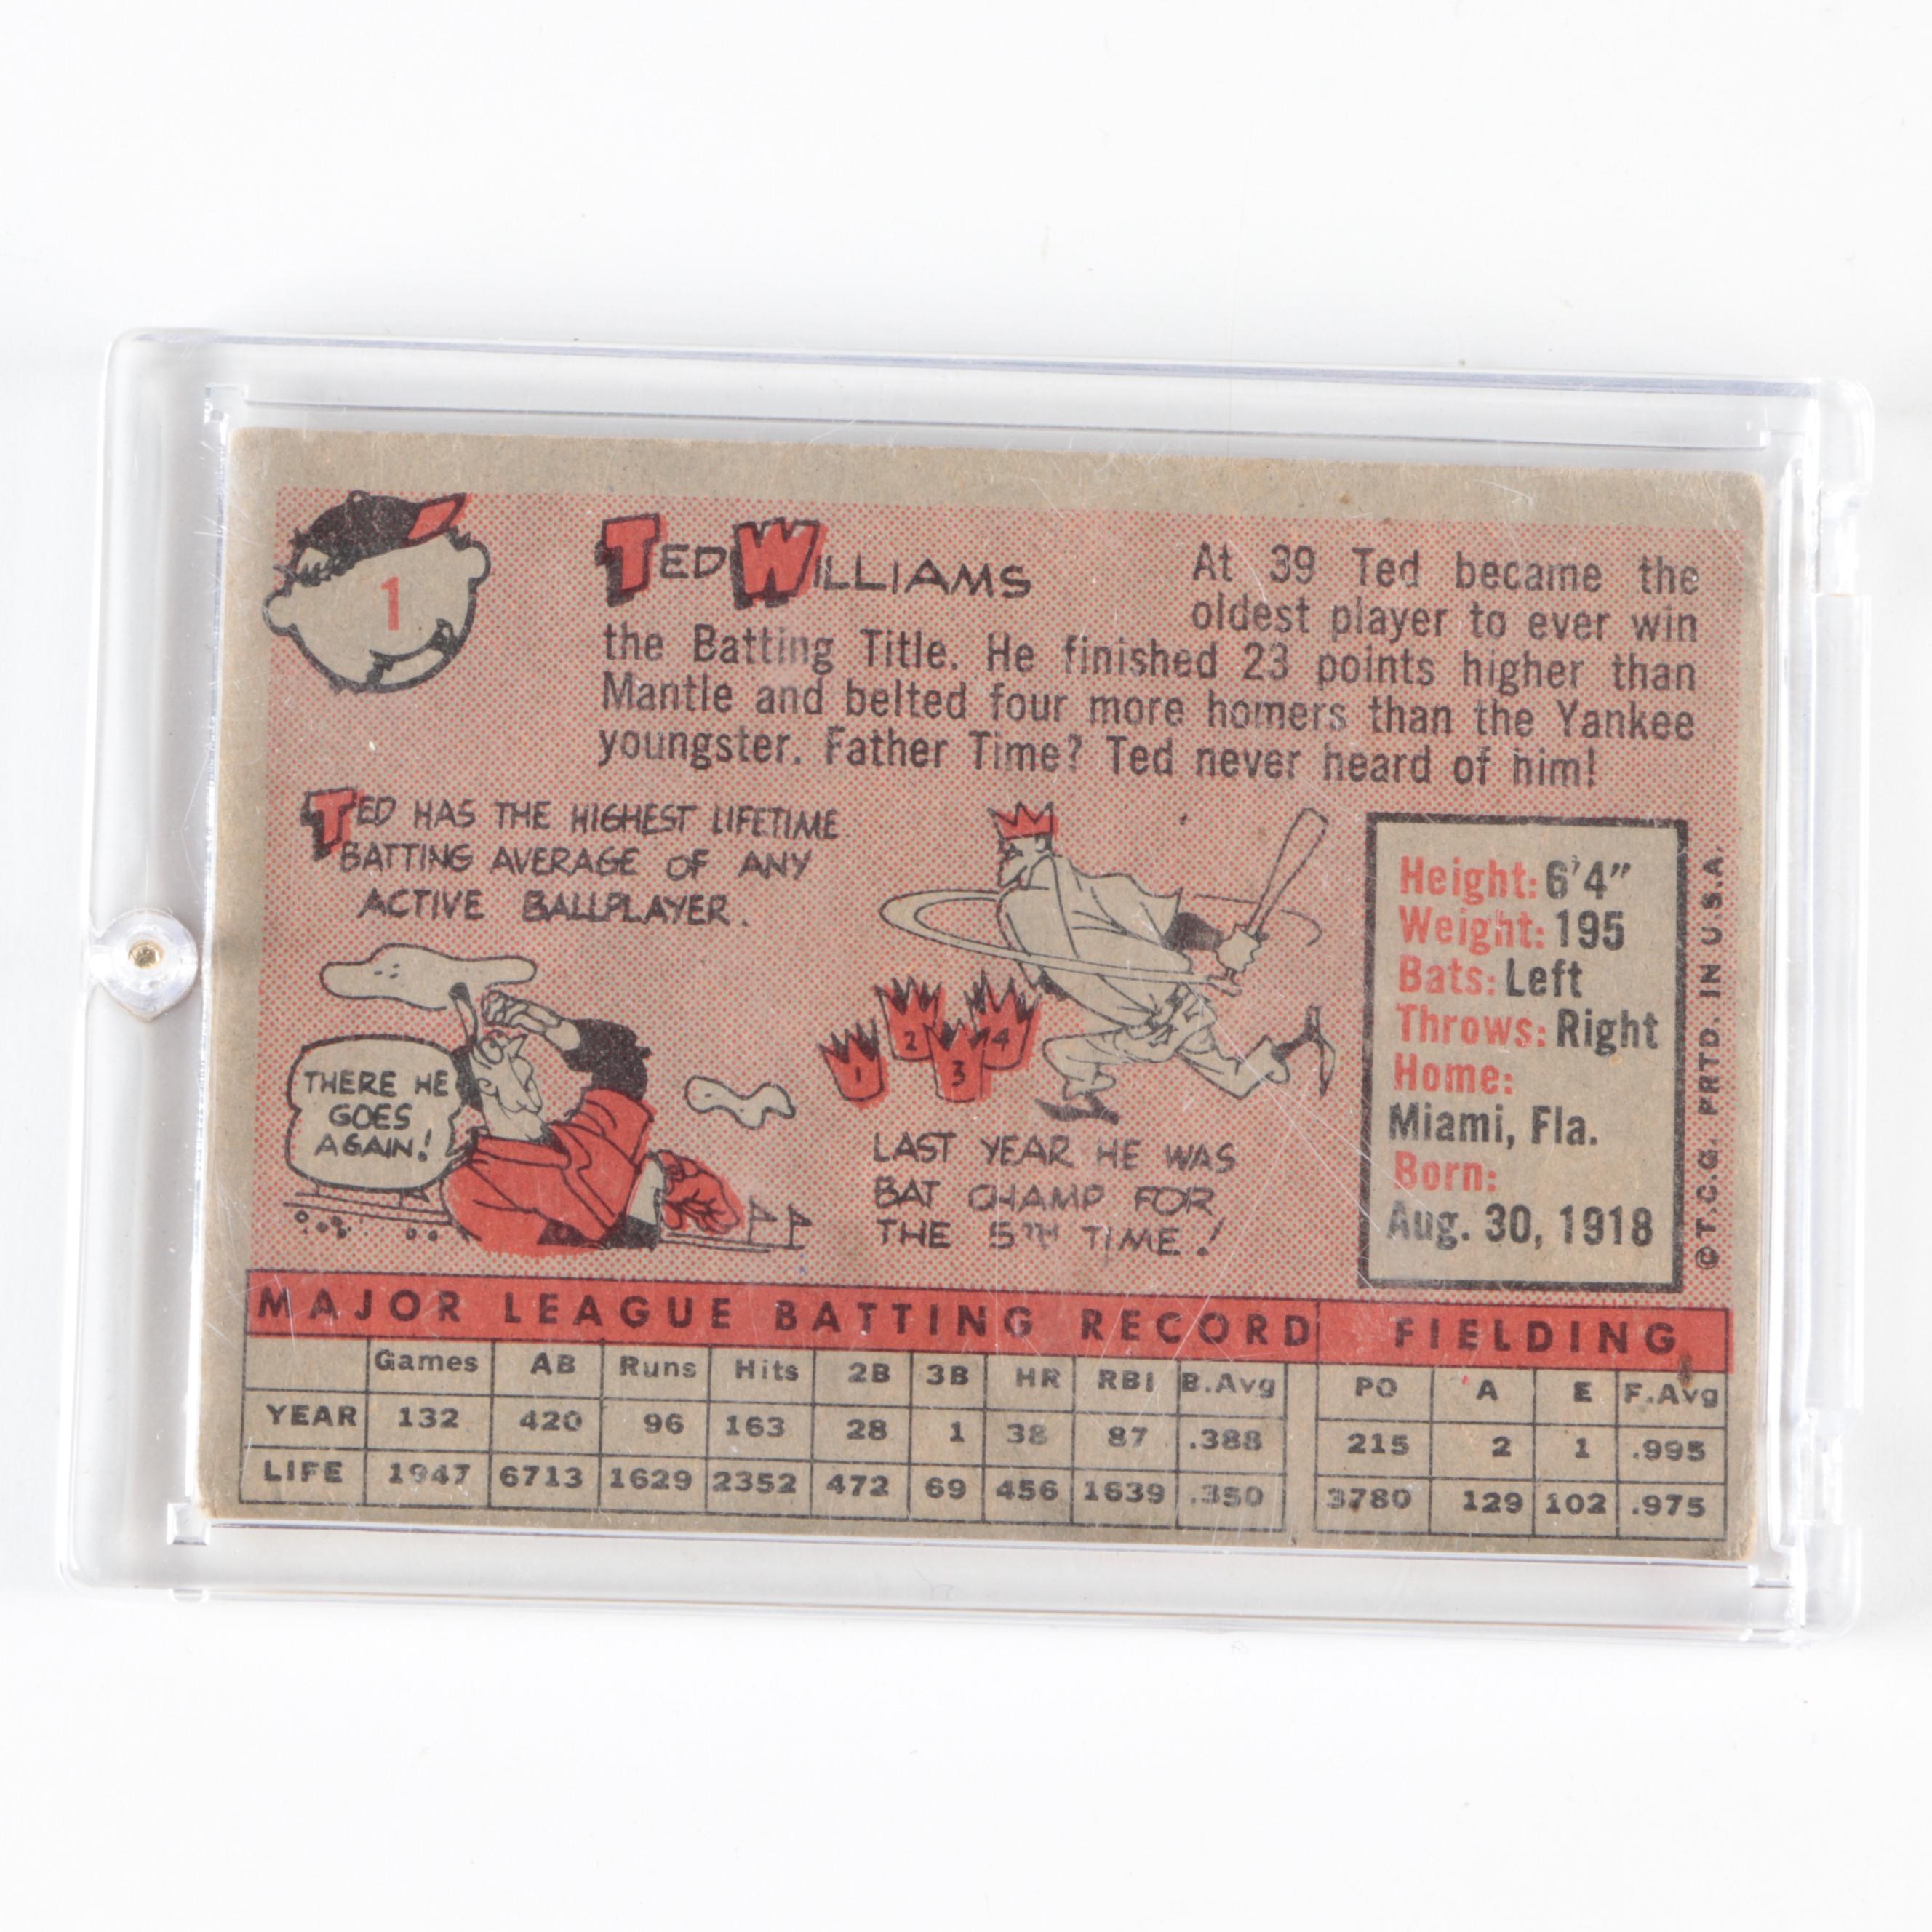 1
TED WILLIAMS
At 39 Ted became the
oldest player to ever win
the Batting Title. He finished 23 points higher than
Mantle and belted four more homers than the Yankee
youngster. Father Time? Ted never heard of him!
TED HAS THE HIGHEST LIFETIME
BATTING AVERAGE OF ANY
ACTIVE BALLPLAYER.
THERE HE
GOES
AGAIN!
1 2 3 4
LAST YEAR HE WAS
BAT CHAMP FOR
THE 5TH TIME!
Height: 6'4"
Weight: 195
Bats: Left
Throws: Right
Home:
Miami, Fla.
Born:
Aug. 30, 1918
©T.C.G. PRTD. IN U.S.A.
MAJOR LEAGUE BATTING RECORD FIELDING
Games AB Runs Hits 2B 3B HR RBI B.Avg PO A E F.Avg
YEAR 132 420 96 163 28 1 38 87 .388 215 2 1 .995
LIFE 1947 6713 1629 2352 472 69 456 1639 .350 3780 129 102 .975